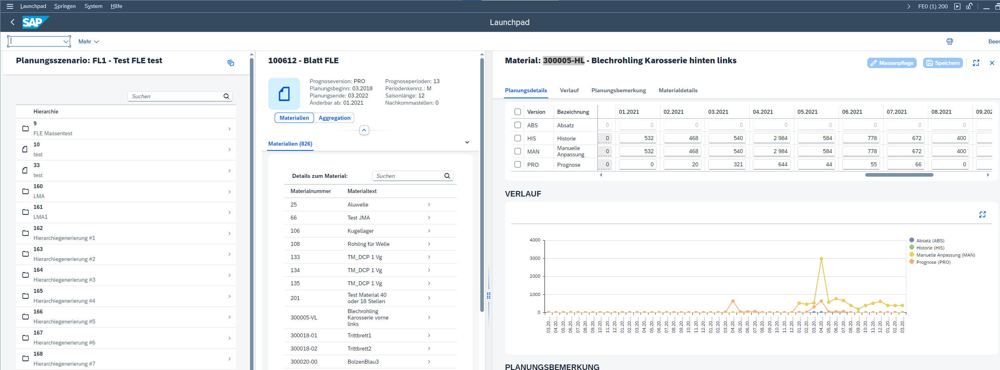 Launchpad Springen System Hilfe
FE0 (1) 200
SAP
Launchpad
Mehr
Been
Planungsszenario: FL1 - Test FLE test
Suchen
Hierarchie
9
FLE Massentest
10
test
33
test
160
LMA
161
LMA1
162
Hierarchiegenerierung #1
163
Hierarchiegenerierung #2
164
Hierarchiegenerierung #3
165
Hierarchiegenerierung #4
166
Hierarchiegenerierung #5
167
Hierarchiegenerierung #6
168
Hierarchiegenerierung #7
100612 - Blatt FLE
Prognoseversion: PRO
Planungsbeginn: 03.2018
Planungsende: 03.2022
Änderbar ab: 01.2021
Prognoseperioden: 13
Periodenkennz.: M
Saisonlänge: 12
Nachkommastellen: 0
Materialien Aggregation
Materialien (826)
Details zum Material:
Suchen
Materialnummer Materialtext
25 Aluwelle
66 Test JMA
106 Kugellager
108 Rohling für Welle
133 TM_DCP 1 Vg
134 TM_DCP 1 Vg
135 TM_DCP 1 Vg
201 Test Material 40
oder 18 Stellen
300005-VL Blechrohling
Karosserie vorne
links
300018-01 Trittbrett1
300018-02 Trittbrett2
300020-00 BolzenBlau3
Material: 300005-HL - Blechrohling Karosserie hinten links
Massenpflege Speichern
Planungsdetails Verlauf Planungsbemerkung Materialdetails
Version Bezeichnung 01.2021 02.2021 03.2021 04.2021 05.2021 06.2021 07.2021 08.2021 09.202
ABS Absatz 0 0 0 0 0 0 0 0 0
HIS Historie 0 532 468 540 2 984 584 778 672 400
MAN Manuelle
Anpassung 0 532 468 540 2 984 584 778 672 400
PRO Prognose 0 0 20 321 644 44 55 66 0
VERLAUF
4000
3000
2000
1000
0
03.20... 04.20... 05.20... 06.20... 07.20... 08.20... 09.20... 10.20... 11.20... 12.20... 01.20... 02.20... 03.20... 04.20... 05.20... 06.20... 07.20... 08.20... 09.20... 10.20... 11.20... 12.20... 01.20... 02.20... 03.20... 04.20... 05.20... 06.20... 07.20... 08.20... 09.20... 10.20... 11.20... 12.20... 01.20... 02.20... 03.20... 04.20... 05.20... 06.20... 07.20... 08.20... 09.20... 10.20... 11.20... 12.20... 01.20... 02.20... 03.20...
Absatz (ABS)
Historie (HIS)
Manuelle Anpassung (MAN)
Prognose (PRO)
PLANUNGSBEMERKUNG